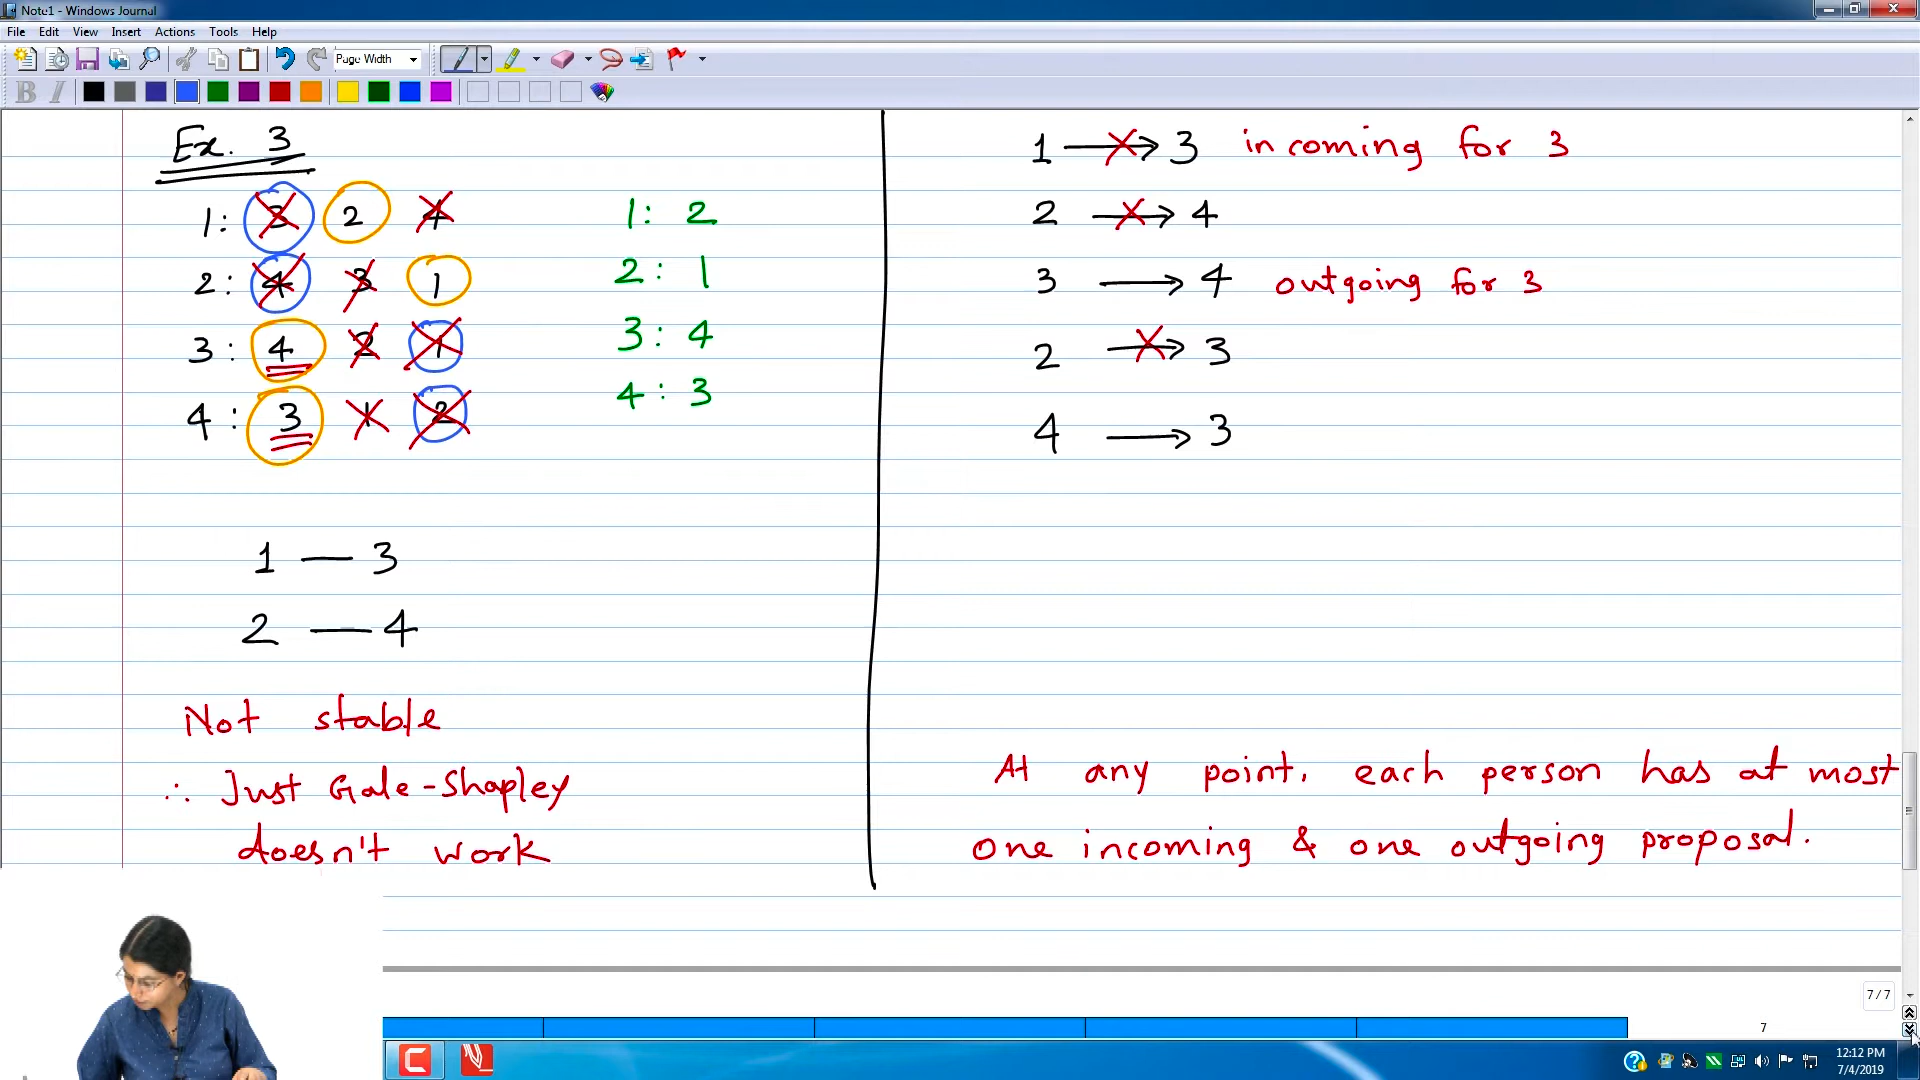 Note1 - Windows Journal
File Edit View Insert Actions Tools Help
Page Width
B I
Ex. 3
1: 3 2 4
2: 4 3 1
3: 4 2 1
4: 3 1 2
1: 2
2: 1
3: 4
4: 3
1 — 3
2 — 4
Not stable
∴ Just Gale-Shapley
doesn't work
1 → 3 incoming for 3
2 → 4
3 → 4 outgoing for 3
2 → 3
4 → 3
At any point, each person has at most
one incoming & one outgoing proposal.
7 / 7
7
12:12 PM
7/4/2019